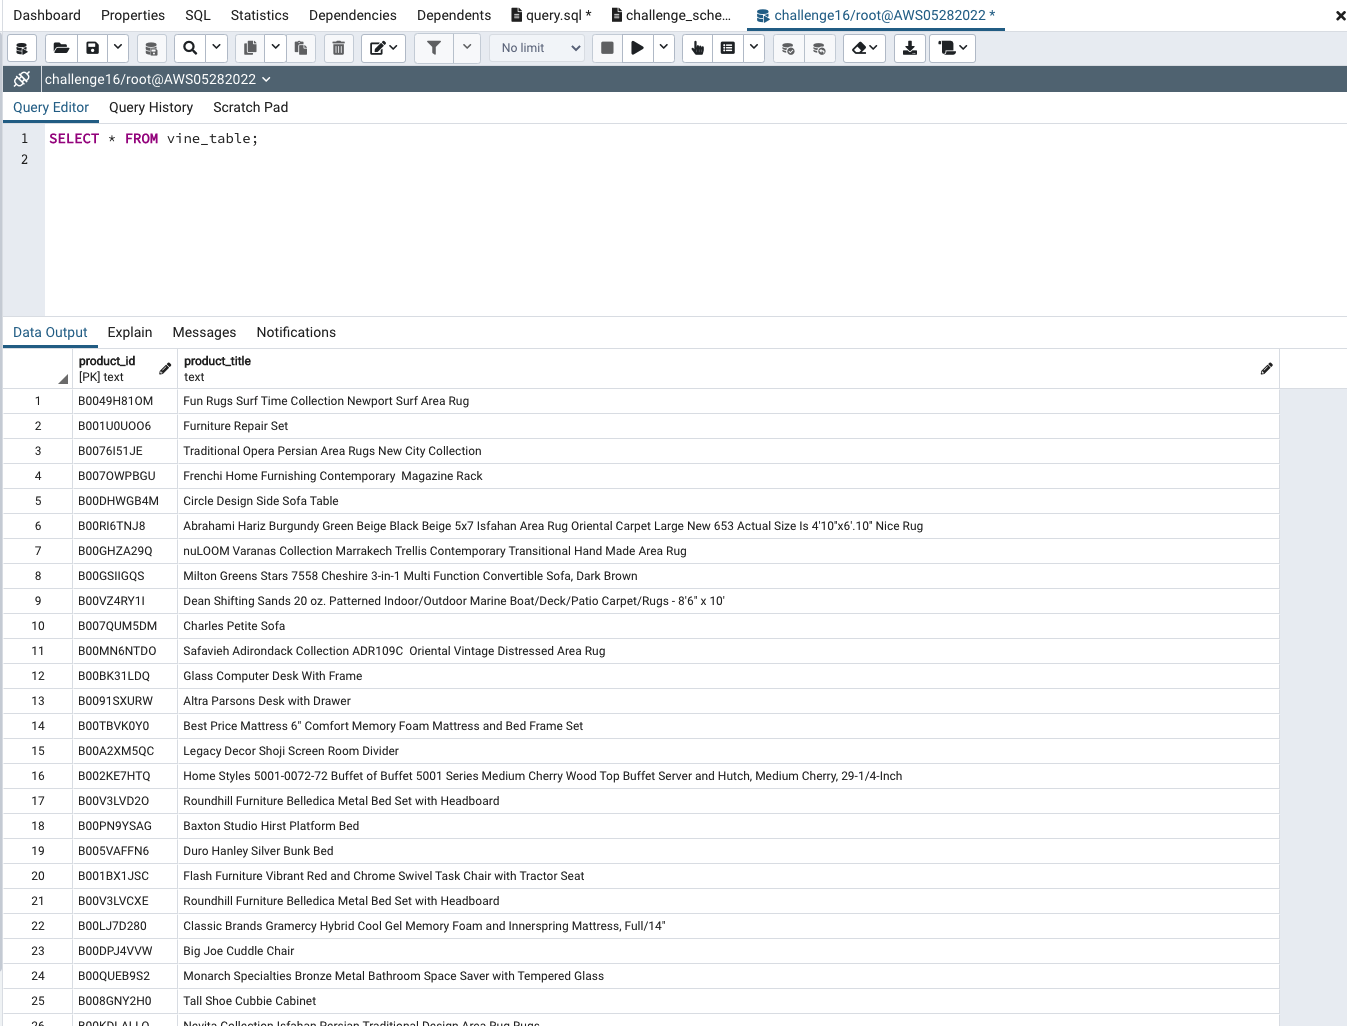 Dashboard Properties SQL Statistics Dependencies Dependents query.sql * challenge_sche... challenge16/root@AWS05282022 *
No limit
challenge16/root@AWS05282022
Query Editor Query History Scratch Pad
1 SELECT * FROM vine_table;
2
Data Output Explain Messages Notifications
product_id product_title
[PK] text text
1 B0049H81OM Fun Rugs Surf Time Collection Newport Surf Area Rug
2 B001U0UOO6 Furniture Repair Set
3 B0076I51JE Traditional Opera Persian Area Rugs New City Collection
4 B007OWPBGU Frenchi Home Furnishing Contemporary  Magazine Rack
5 B00DHWGB4M Circle Design Side Sofa Table
6 B00RI6TNJ8 Abrahami Hariz Burgundy Green Beige Black Beige 5x7 Isfahan Area Rug Oriental Carpet Large New 653 Actual Size Is 4'10"x6'.10" Nice Rug
7 B00GHZA29Q nuLOOM Varanas Collection Marrakech Trellis Contemporary Transitional Hand Made Area Rug
8 B00GSIIGQS Milton Greens Stars 7558 Cheshire 3-in-1 Multi Function Convertible Sofa, Dark Brown
9 B00VZ4RY1I Dean Shifting Sands 20 oz. Patterned Indoor/Outdoor Marine Boat/Deck/Patio Carpet/Rugs - 8'6" x 10'
10 B007QUM5DM Charles Petite Sofa
11 B00MN6NTDO Safavieh Adirondack Collection ADR109C  Oriental Vintage Distressed Area Rug
12 B00BK31LDQ Glass Computer Desk With Frame
13 B0091SXURW Altra Parsons Desk with Drawer
14 B00TBVK0Y0 Best Price Mattress 6" Comfort Memory Foam Mattress and Bed Frame Set
15 B00A2XM5QC Legacy Decor Shoji Screen Room Divider
16 B002KE7HTQ Home Styles 5001-0072-72 Buffet of Buffet 5001 Series Medium Cherry Wood Top Buffet Server and Hutch, Medium Cherry, 29-1/4-Inch
17 B00V3LVD2O Roundhill Furniture Belledica Metal Bed Set with Headboard
18 B00PN9YSAG Baxton Studio Hirst Platform Bed
19 B005VAFFN6 Duro Hanley Silver Bunk Bed
20 B001BX1JSC Flash Furniture Vibrant Red and Chrome Swivel Task Chair with Tractor Seat
21 B00V3LVCXE Roundhill Furniture Belledica Metal Bed Set with Headboard
22 B00LJ7D280 Classic Brands Gramercy Hybrid Cool Gel Memory Foam and Innerspring Mattress, Full/14"
23 B00DPJ4VVW Big Joe Cuddle Chair
24 B00QUEB9S2 Monarch Specialties Bronze Metal Bathroom Space Saver with Tempered Glass
25 B008GNY2H0 Tall Shoe Cubbie Cabinet
26 Collection Isfahan Persian Traditional Design Area Rug Rugs